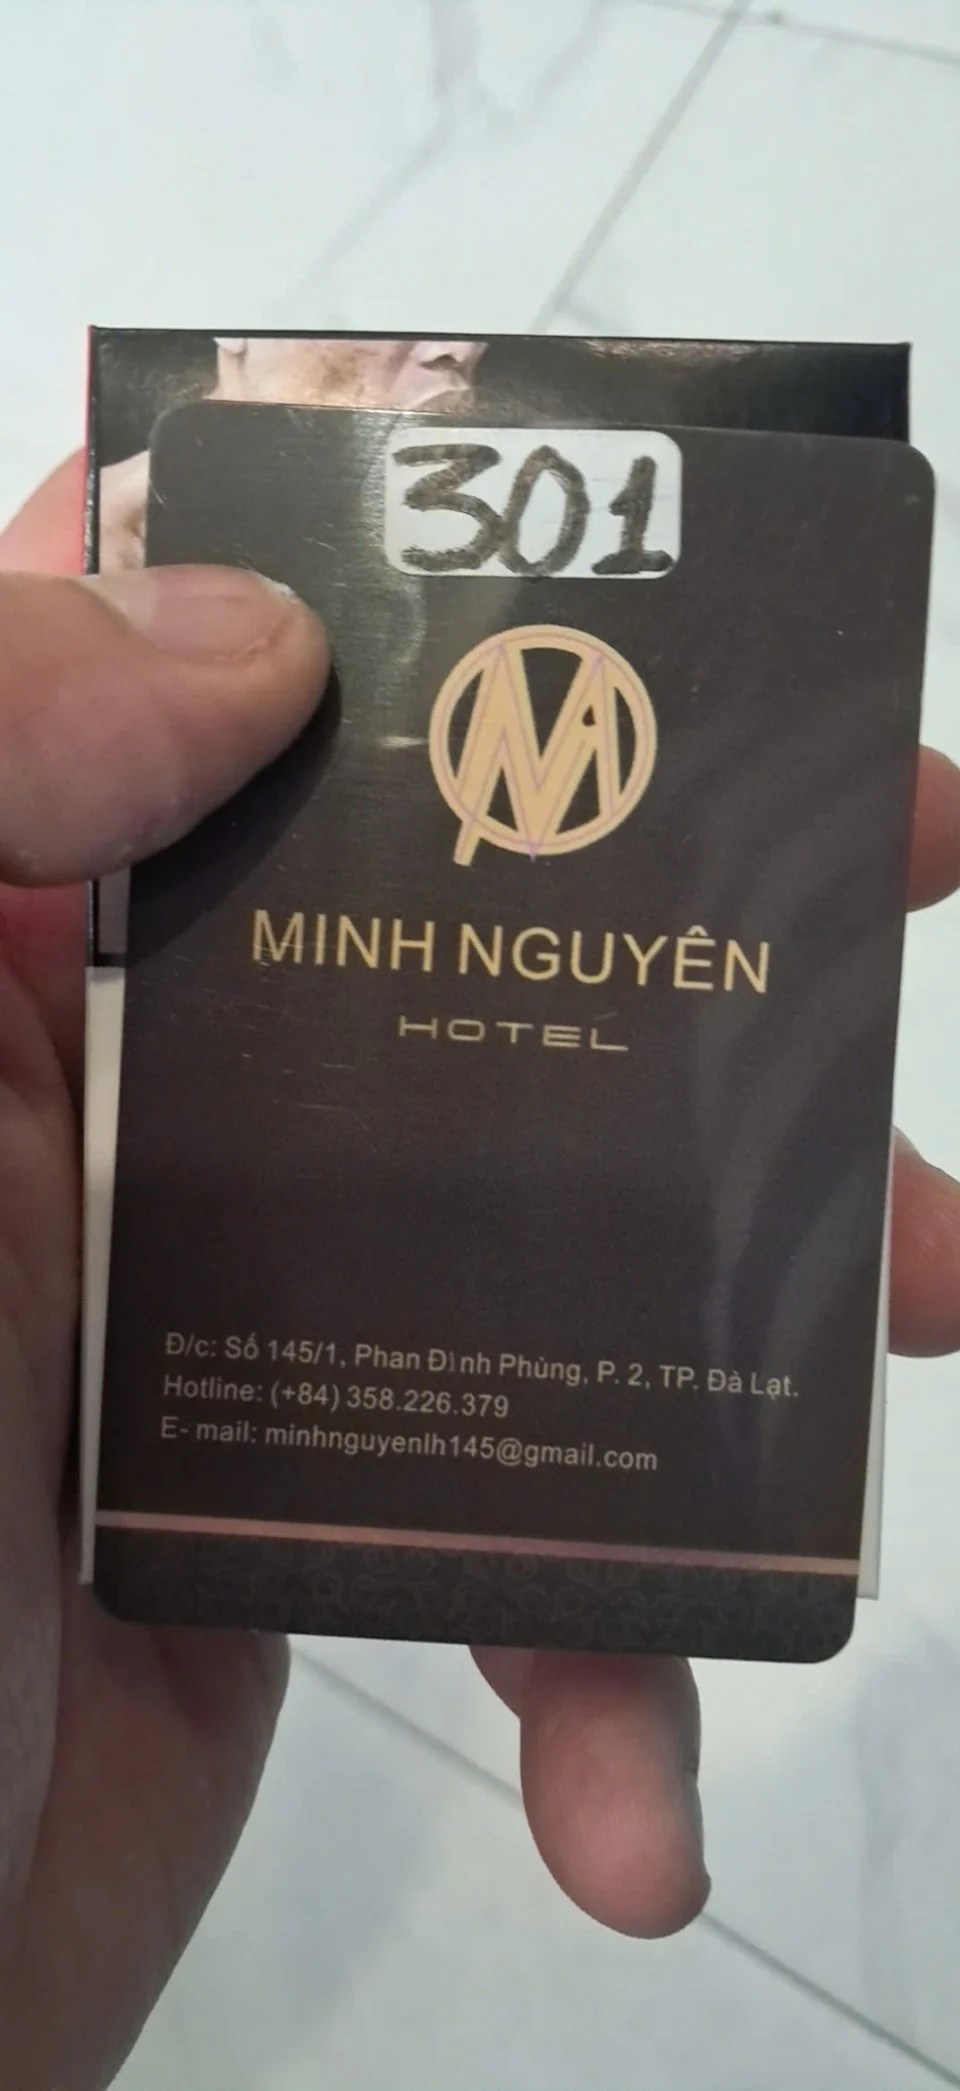 301
MINH NGUYÊN
HOTEL
Đ/c: Số 145/1, Phan Đình Phùng, P. 2, TP. Đà Lạt.
Hotline: (+84) 358.226.379
E- mail: minhnguyenlh145@gmail.com